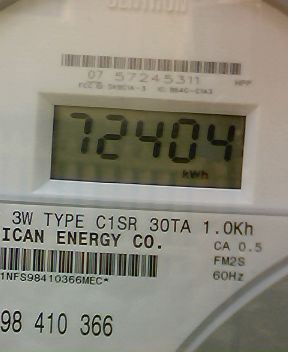 07 57245311
72404
kWh
3W TYPE C1SR 30TA 1.0Kh
ICAN ENERGY CO.
CA 0.5
FM2S
60Hz
1NFS98410366MEC*
98 410 366